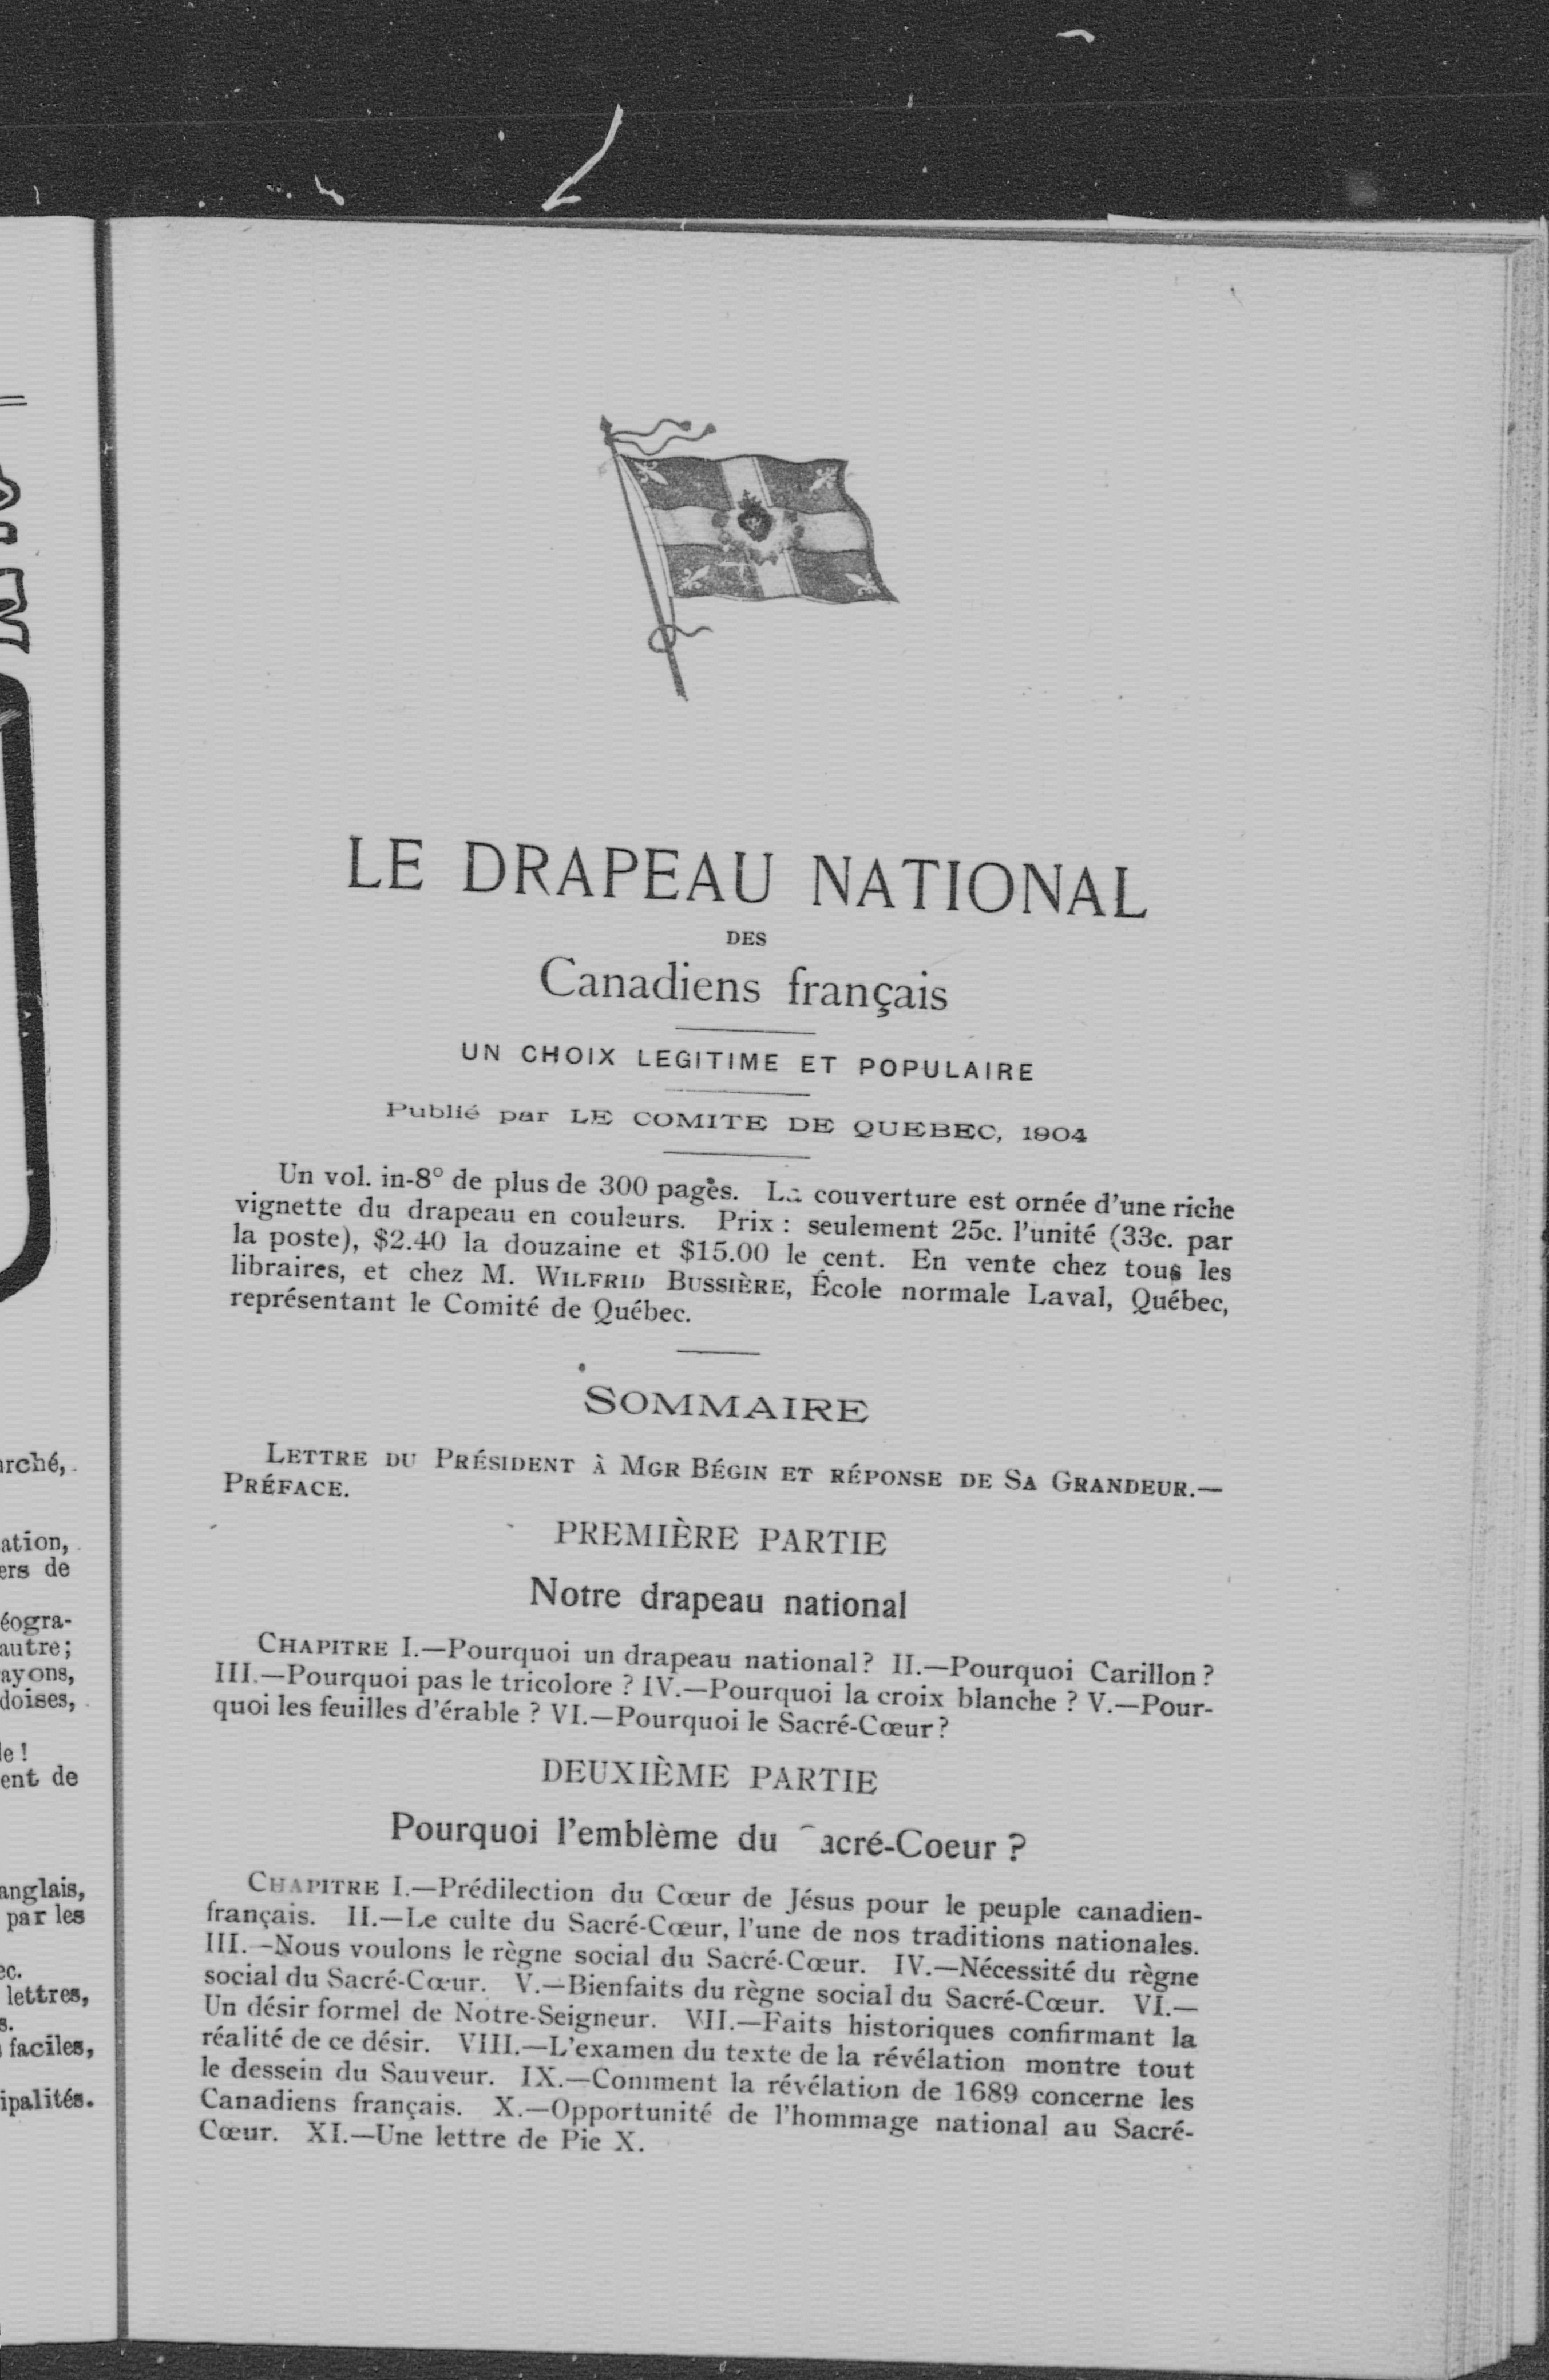 LE DRAPEAU NATIONAL
DES
Canadiens français
UN CHOIX LEGITIME ET POPULAIRE
Publié par LE COMITE DE QUEBEC, 1904
Un vol. in-8° de plus de 300 pages. La couverture est ornée d'une riche
vignette du drapeau en couleurs. Prix : seulement 25c. l'unité (33c. par
la poste), $2.40 la douzaine et $15.00 le cent. En vente chez tous les
libraires, et chez M. WILFRID BUSSIÈRE, École normale Laval, Québec,
représentant le Comité de Québec.
SOMMAIRE
LETTRE DU PRÉSIDENT À MGR BÉGIN ET RÉPONSE DE SA GRANDEUR.—
PRÉFACE.
PREMIÈRE PARTIE
Notre drapeau national
CHAPITRE I.—Pourquoi un drapeau national? II.—Pourquoi Carillon?
III.—Pourquoi pas le tricolore ? IV.—Pourquoi la croix blanche ? V.—Pour-
quoi les feuilles d'érable ? VI.—Pourquoi le Sacré-Cœur?
DEUXIÈME PARTIE
Pourquoi l'emblème du Sacré-Coeur ?
CHAPITRE I.—Prédilection du Cœur de Jésus pour le peuple canadien-
français. II.—Le culte du Sacré-Cœur, l'une de nos traditions nationales.
III.—Nous voulons le règne social du Sacré-Cœur. IV.—Nécessité du règne
social du Sacré-Cœur. V.—Bienfaits du règne social du Sacré-Cœur. VI.—
Un désir formel de Notre-Seigneur. VII.—Faits historiques confirmant la
réalité de ce désir. VIII.—L'examen du texte de la révélation montre tout
le dessein du Sauveur. IX.—Comment la révélation de 1689 concerne les
Canadiens français. X.—Opportunité de l'hommage national au Sacré-
Cœur. XI.—Une lettre de Pie X.
ers de
autre;
ent de
anglais,
par les
lettres,
faciles,